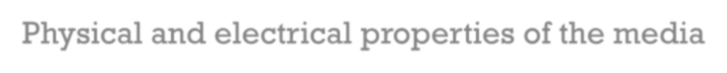 Physical and electrical properties of the media